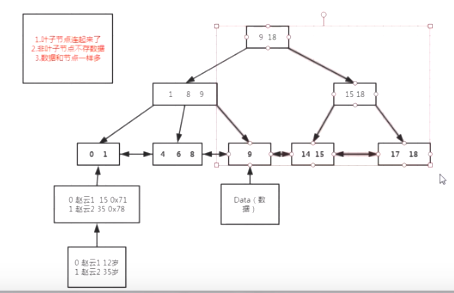 1.叶子节点连起来了
2.非叶子节点不存数据
3.数据和节点一样多
9 18
1 8 9
15 18
0 1
4 6 8
9
14 15
17 18
0 赵云1 15 0x71
1 赵云2 35 0x78
Data（数
据）
0 赵云1 12岁
1 赵云2 35岁